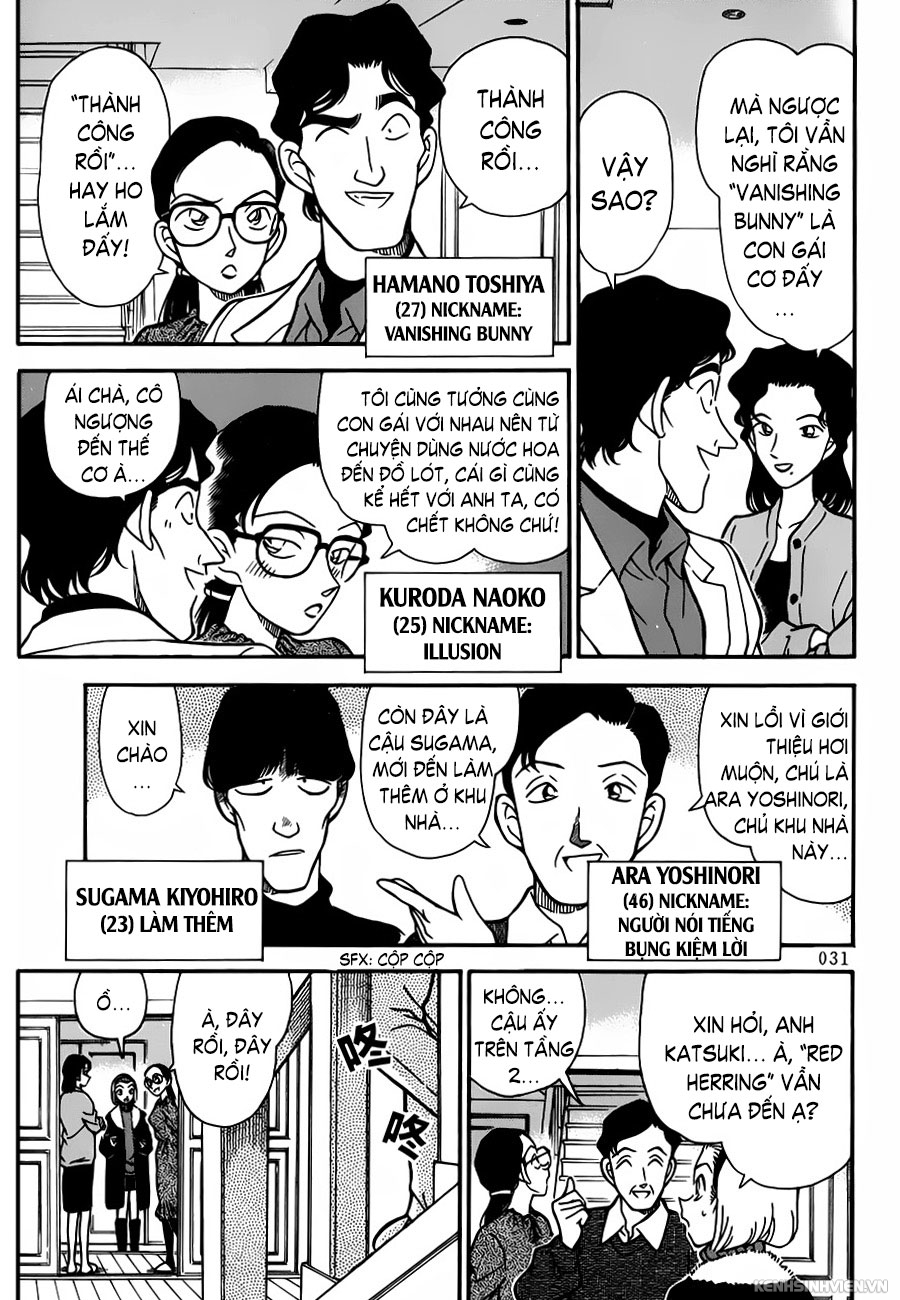 MÀ NGƯỢC
LẠI, TÔI VẪN
NGHĨ RẰNG
"VANISHING
BUNNY" LÀ
CON GÁI
CƠ ĐẤY
...
VẬY
SAO?
THÀNH
CÔNG
RỒI...
"THÀNH
CÔNG
RỒI"...
HAY HO
LẮM
ĐẤY!
HAMANO TOSHIYA
(27) NICKNAME:
VANISHING BUNNY
ÁI CHÀ, CÔ
NGƯỢNG
ĐẾN THẾ
CƠ À...
TÔI CŨNG TƯỞNG CÙNG
CON GÁI VỚI NHAU NÊN TỪ
CHUYỆN DÙNG NƯỚC HOA
ĐẾN ĐỒ LÓT, CÁI GÌ CŨNG
KỂ HẾT VỚI ANH TA, CÓ
CHẾT KHÔNG CHỨ!
KURODA NAOKO
(25) NICKNAME:
ILLUSION
XIN LỖI VÌ GIỚI
THIỆU HƠI
MUỘN, CHÚ LÀ
ARA YOSHINORI,
CHỦ KHU NHÀ
NÀY...
CÒN ĐÂY LÀ
CẬU SUGAMA,
MỚI ĐẾN LÀM
THÊM Ở KHU
NHÀ...
XIN
CHÀO
...
SUGAMA KIYOHIRO
(23) LÀM THÊM
ARA YOSHINORI
(46) NICKNAME:
NGƯỜI NÓI TIẾNG
BỤNG KIỆM LỜI
031
SFX: CỘP CỘP
XIN HỎI, ANH
KATSUKI... À, "RED
HERRING" VẪN
CHƯA ĐẾN Ạ?
KHÔNG...
CẬU ẤY
TRÊN TẦNG
2...
咚
咚
À, ĐÂY
RỒI, ĐÂY
RỒI!
Ồ...
KENHSINHVIEN.VN